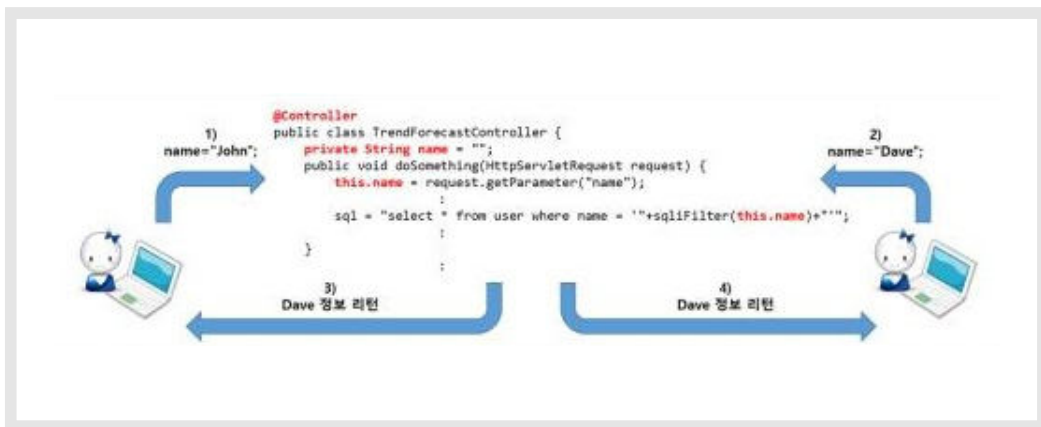 @Controller
public class TrendForecastController {
private String name = "";
public void doSomething(HttpServletRequest request) {
this.name = request.getParameter("name");
:
sql = "select * from user where name = '"+sqliFilter(this.name)+"'";
:
}
:
1)
name="John";
2)
name="Dave";
3)
Dave 정보 리턴
4)
Dave 정보 리턴